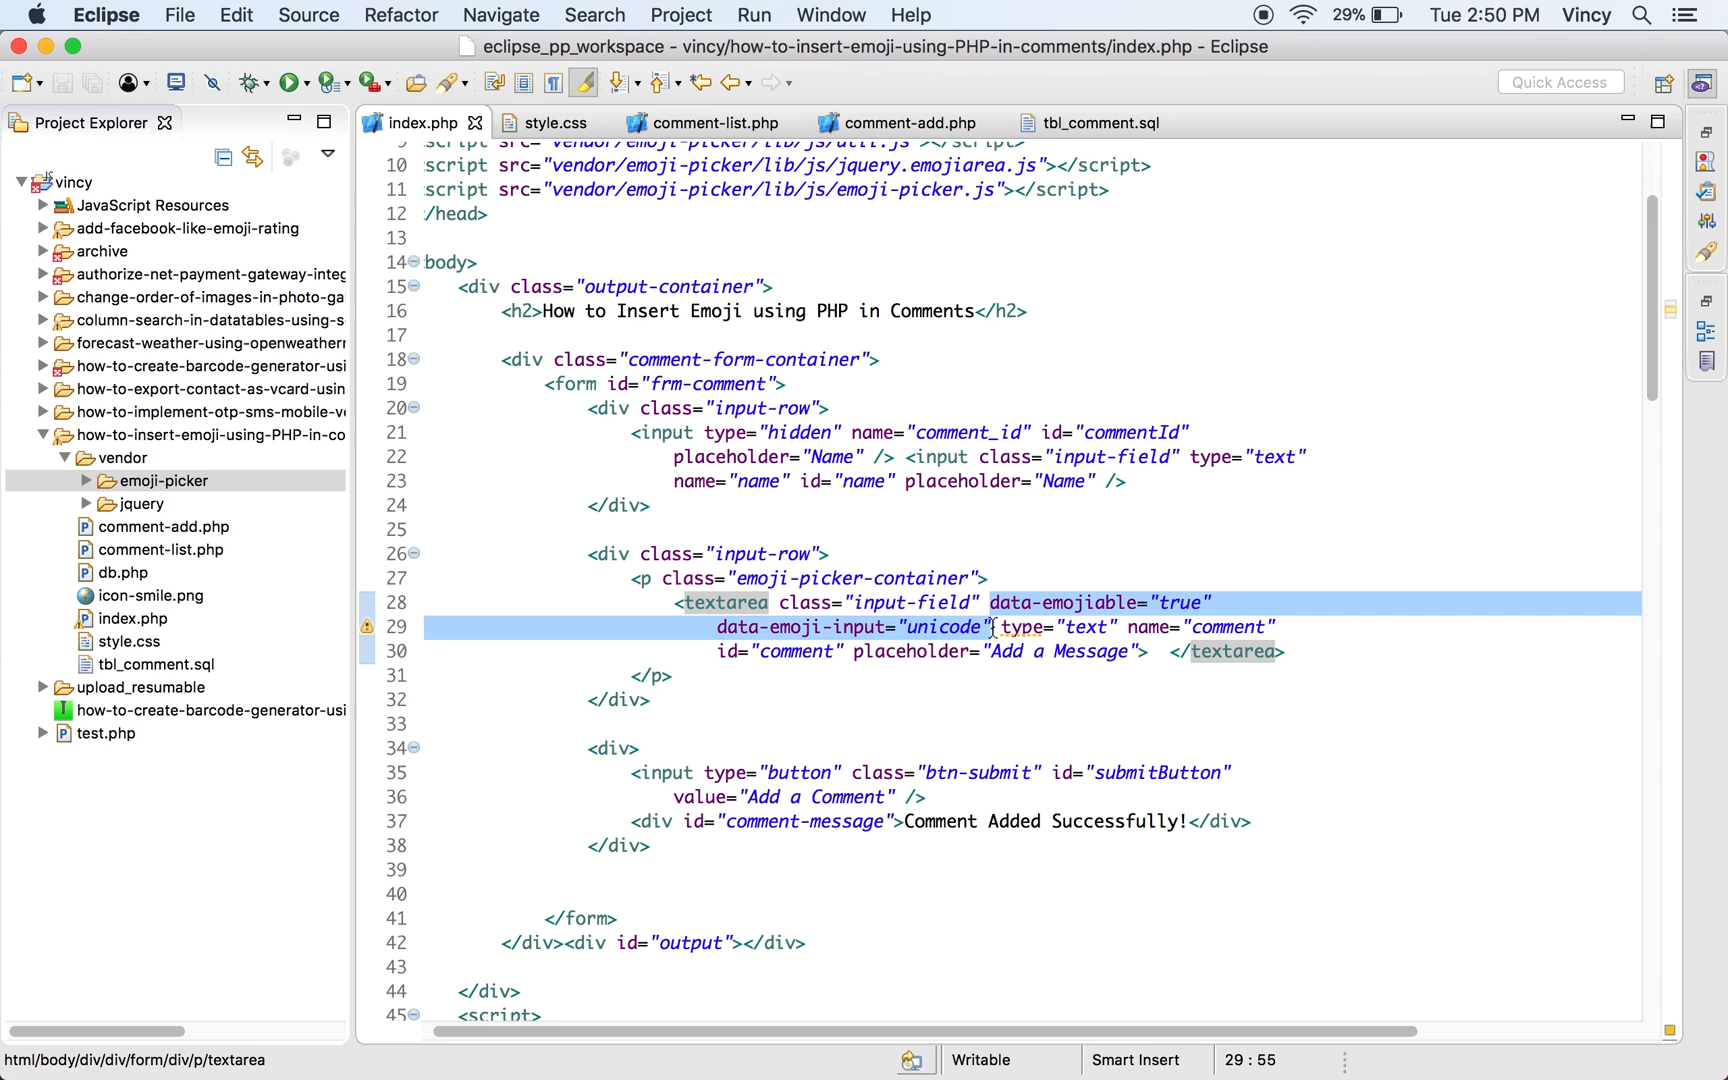 Eclipse File Edit Source Refactor Navigate Search Project Run Window Help 29% Tue 2:50 PM Vincy
eclipse_pp_workspace - vincy/how-to-insert-emoji-using-PHP-in-comments/index.php - Eclipse
Quick Access
Project Explorer
index.php style.css comment-list.php comment-add.php tbl_comment.sql
vincy
JavaScript Resources
add-facebook-like-emoji-rating
archive
authorize-net-payment-gateway-integ
change-order-of-images-in-photo-ga
column-search-in-datatables-using-s
forecast-weather-using-openweather
how-to-create-barcode-generator-usi
how-to-export-contact-as-vcard-usin
how-to-implement-otp-sms-mobile-ve
how-to-insert-emoji-using-PHP-in-co
vendor
emoji-picker
jquery
comment-add.php
comment-list.php
db.php
icon-smile.png
index.php
style.css
tbl_comment.sql
upload_resumable
how-to-create-barcode-generator-usi
test.php
9 script src="vendor/emoji-picker/lib/js/util.js"></script>
10 script src="vendor/emoji-picker/lib/js/jquery.emojiarea.js"></script>
11 script src="vendor/emoji-picker/lib/js/emoji-picker.js"></script>
12 /head>
13
14 body>
15 <div class="output-container">
16 <h2>How to Insert Emoji using PHP in Comments</h2>
17
18 <div class="comment-form-container">
19 <form id="frm-comment">
20 <div class="input-row">
21 <input type="hidden" name="comment_id" id="commentId"
22 placeholder="Name" /> <input class="input-field" type="text"
23 name="name" id="name" placeholder="Name" />
24 </div>
25
26 <div class="input-row">
27 <p class="emoji-picker-container">
28 <textarea class="input-field" data-emojiable="true"
29 data-emoji-input="unicode" type="text" name="comment"
30 id="comment" placeholder="Add a Message"> </textarea>
31 </p>
32 </div>
33
34 <div>
35 <input type="button" class="btn-submit" id="submitButton"
36 value="Add a Comment" />
37 <div id="comment-message">Comment Added Successfully!</div>
38 </div>
39
40
41 </form>
42 </div><div id="output"></div>
43
44 </div>
45 <script>
html/body/div/div/form/div/p/textarea Writable Smart Insert 29 : 55